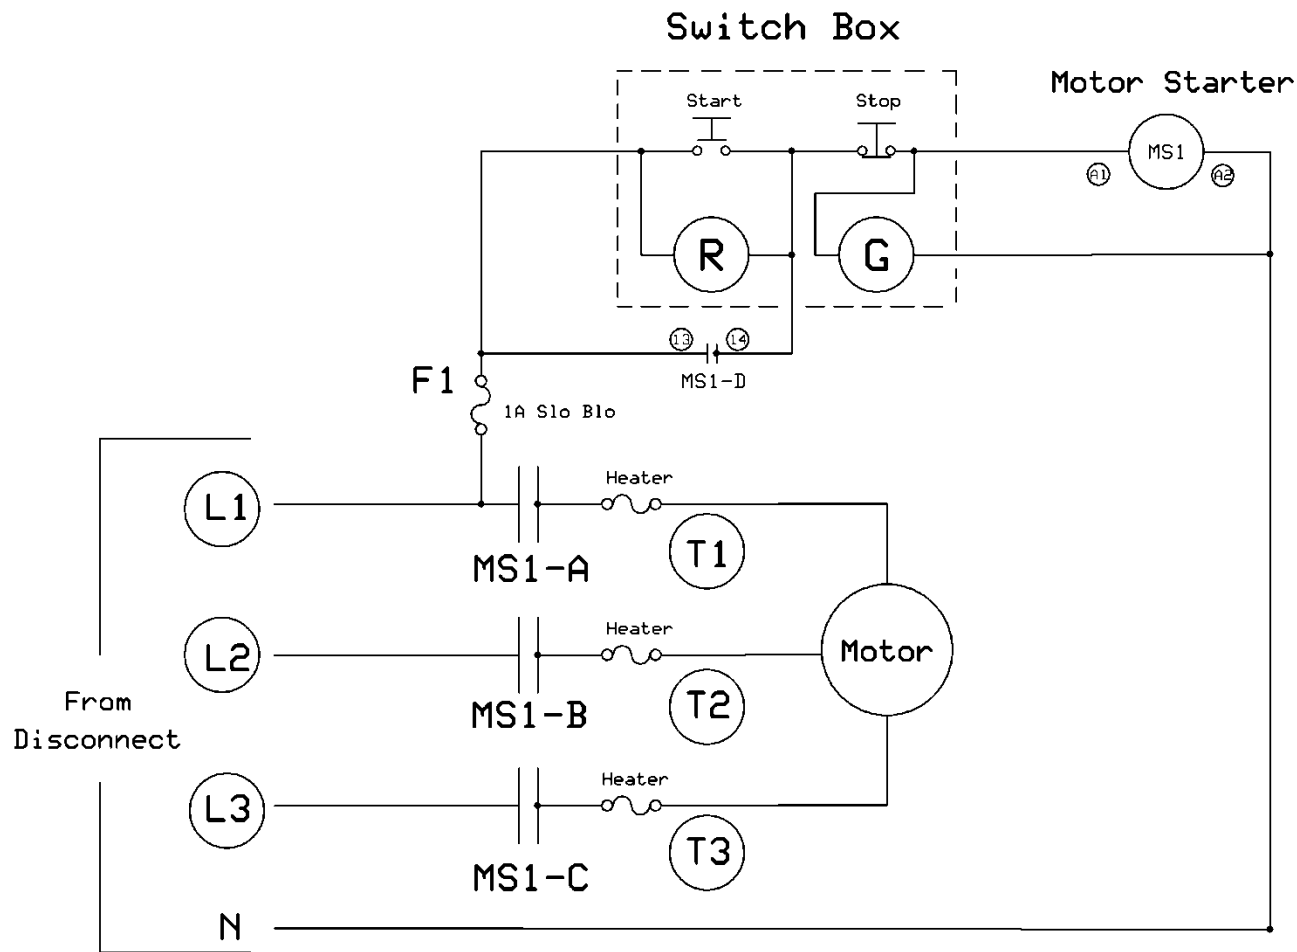 Switch Box
Motor Starter
Start
Stop
MS1
A1
A2
R
G
13
14
MS1-D
F1
1A Slo Blo
L1
Heater
T1
MS1-A
L2
Heater
T2
MS1-B
Motor
From
Disconnect
L3
Heater
T3
MS1-C
N